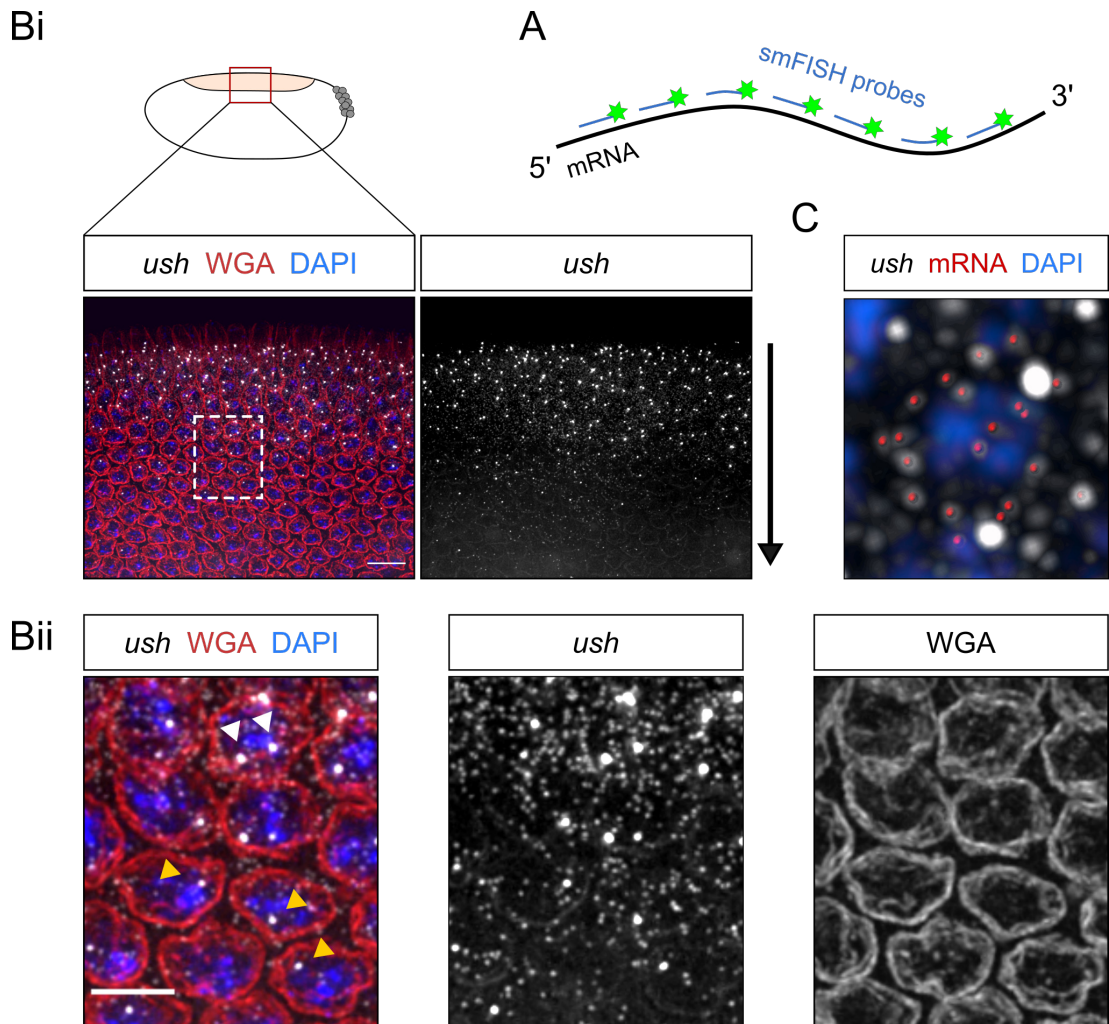 Bi
A
smFISH probes
3'
5'
mRNA
C
ush WGA DAPI
ush
ush mRNA DAPI
Bii
ush WGA DAPI
ush
WGA